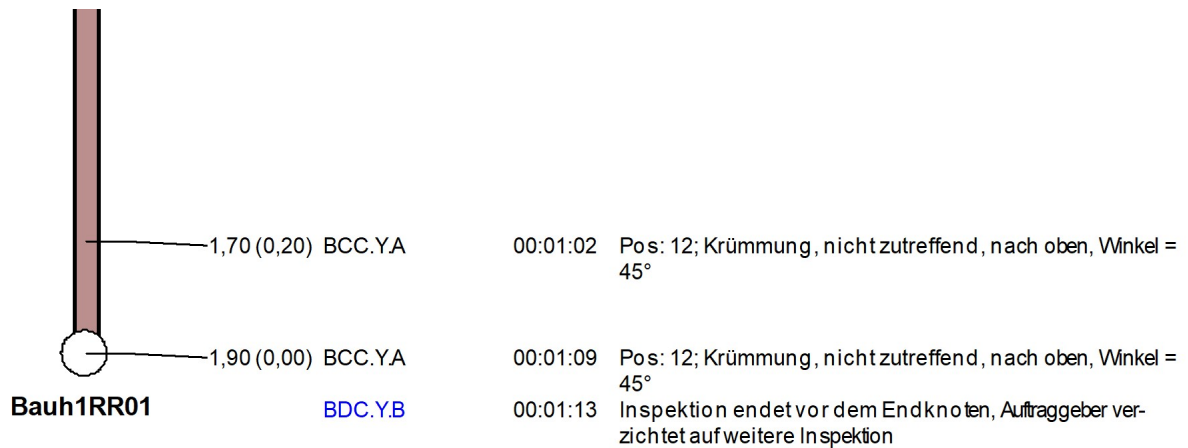 1,70 (0,20) BCC.Y.A 00:01:02 Pos: 12; Krümmung, nicht zutreffend, nach oben, Winkel =
45°
1,90 (0,00) BCC.Y.A 00:01:09 Pos: 12; Krümmung, nicht zutreffend, nach oben, Winkel =
45°
Bauh1RR01 BDC.Y.B 00:01:13 Inspektion endet vor dem Endknoten, Auftraggeber ver-
zichtet auf weitere Inspektion